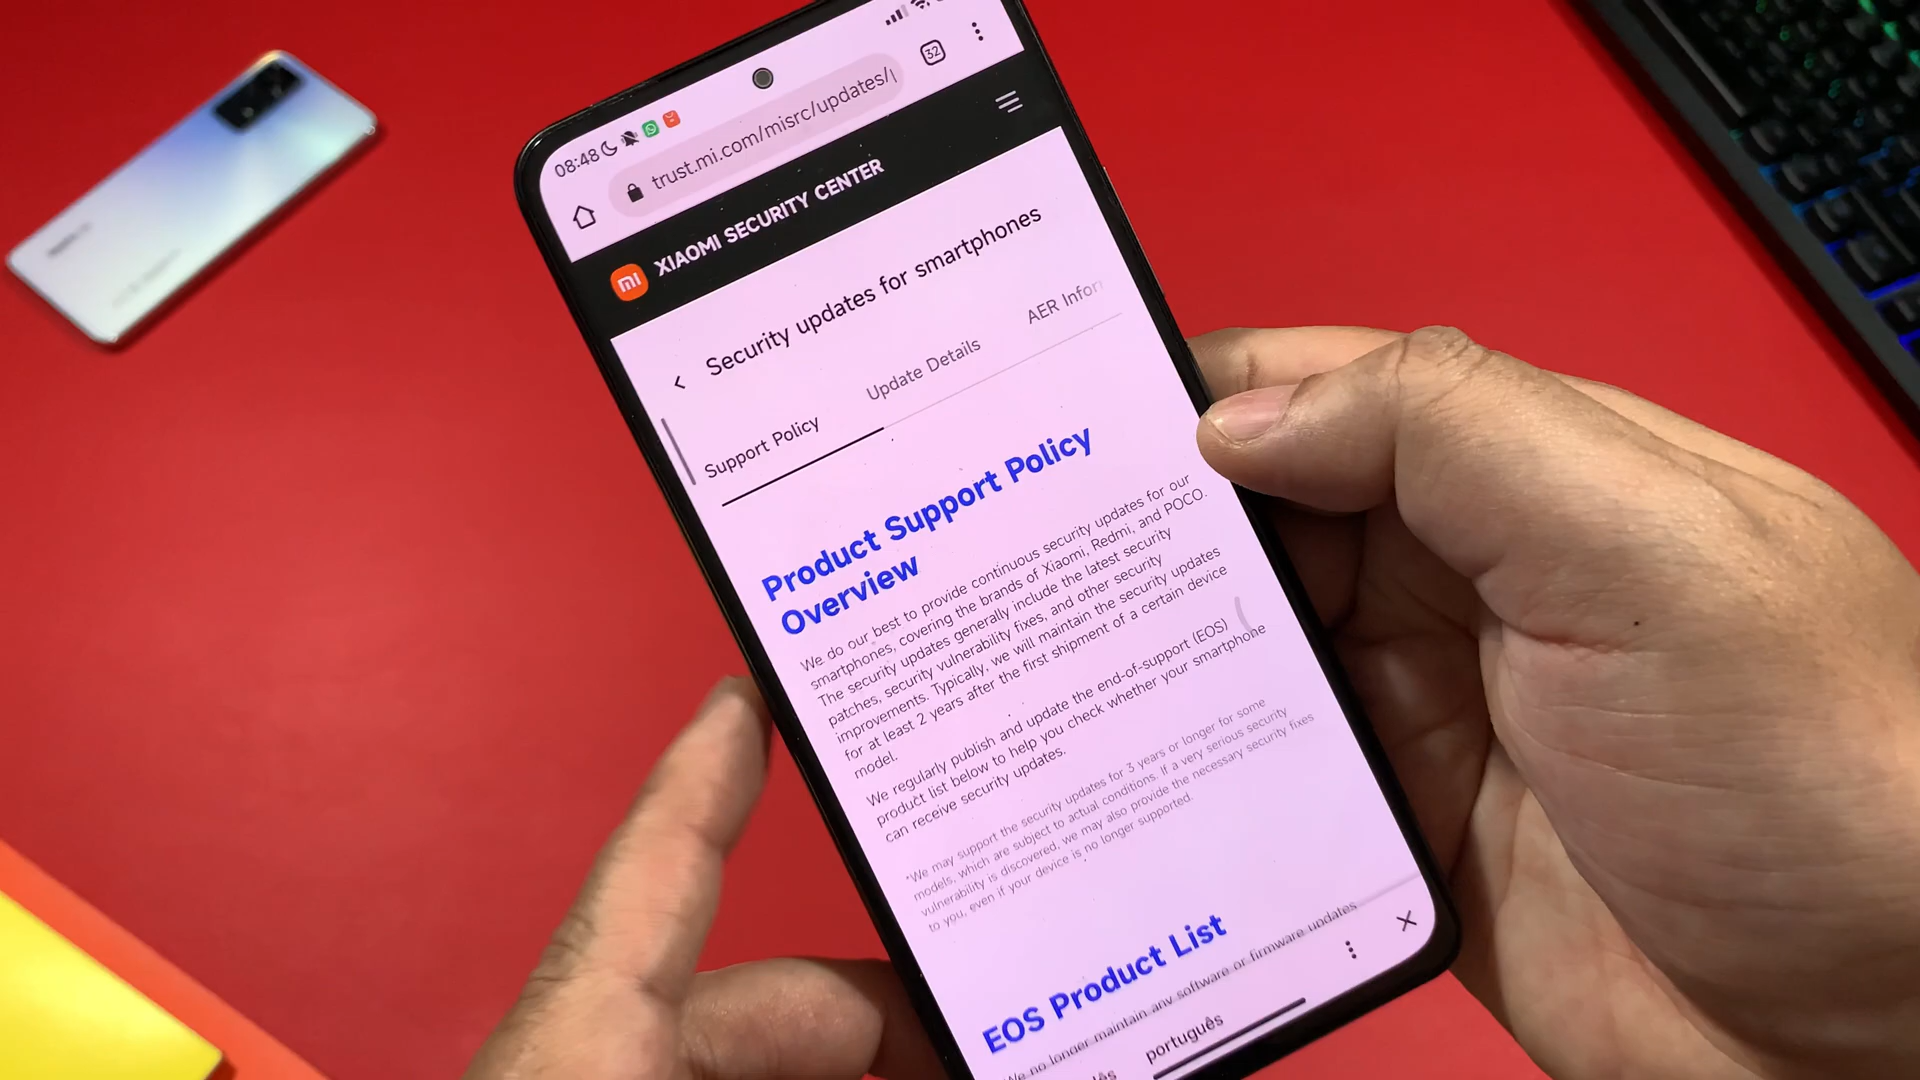 08:48
trust.mi.com/misrc/updates/
32
mi
XIAOMI SECURITY CENTER
Security updates for smartphones
Support Policy
Update Details
AER Infor
Product Support Policy
Overview
We do our best to provide continuous security updates for our
smartphones, covering the brands of Xiaomi, Redmi, and POCO.
The security updates generally include the latest security
patches, security vulnerability fixes, and other security
improvements. Typically, we will maintain the security updates
for at least 2 years after the first shipment of a certain device
model.
We regularly publish and update the end-of-support (EOS)
product list below to help you check whether your smartphone
can receive security updates.
*We may support the security updates for 3 years or longer for some
models, which are subject to actual conditions. If a very serious security
vulnerability is discovered, we may also provide the necessary security fixes
to you, even if your device is no longer supported.
EOS Product List
We no longer maintain any software or firmware updates
português